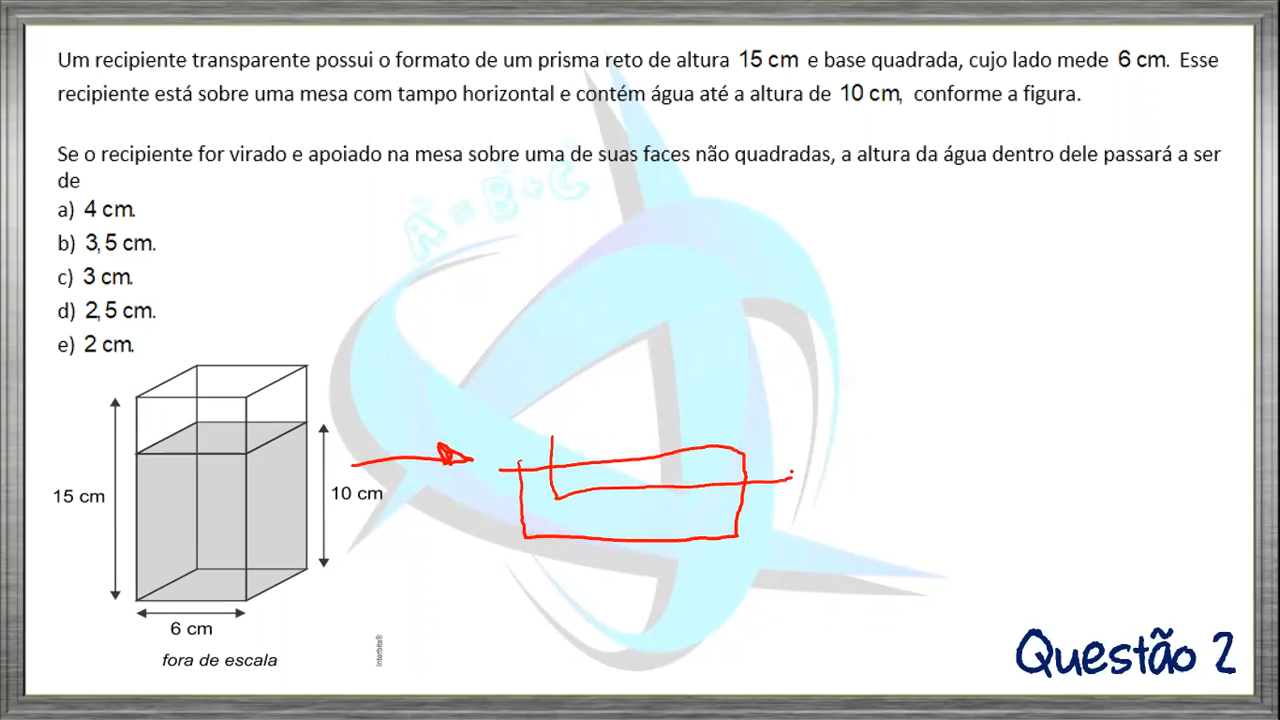 Um recipiente transparente possui o formato de um prisma reto de altura 15 cm e base quadrada, cujo lado mede 6 cm. Esse
recipiente está sobre uma mesa com tampo horizontal e contém água até a altura de 10 cm, conforme a figura.
Se o recipiente for virado e apoiado na mesa sobre uma de suas faces não quadradas, a altura da água dentro dele passará a ser
de
a) 4 cm.
b) 3,5 cm.
c) 3 cm.
d) 2,5 cm.
e) 2 cm.
A² = B² + C²
15 cm
10 cm
6 cm
fora de escala
Interbits®
Questão 2